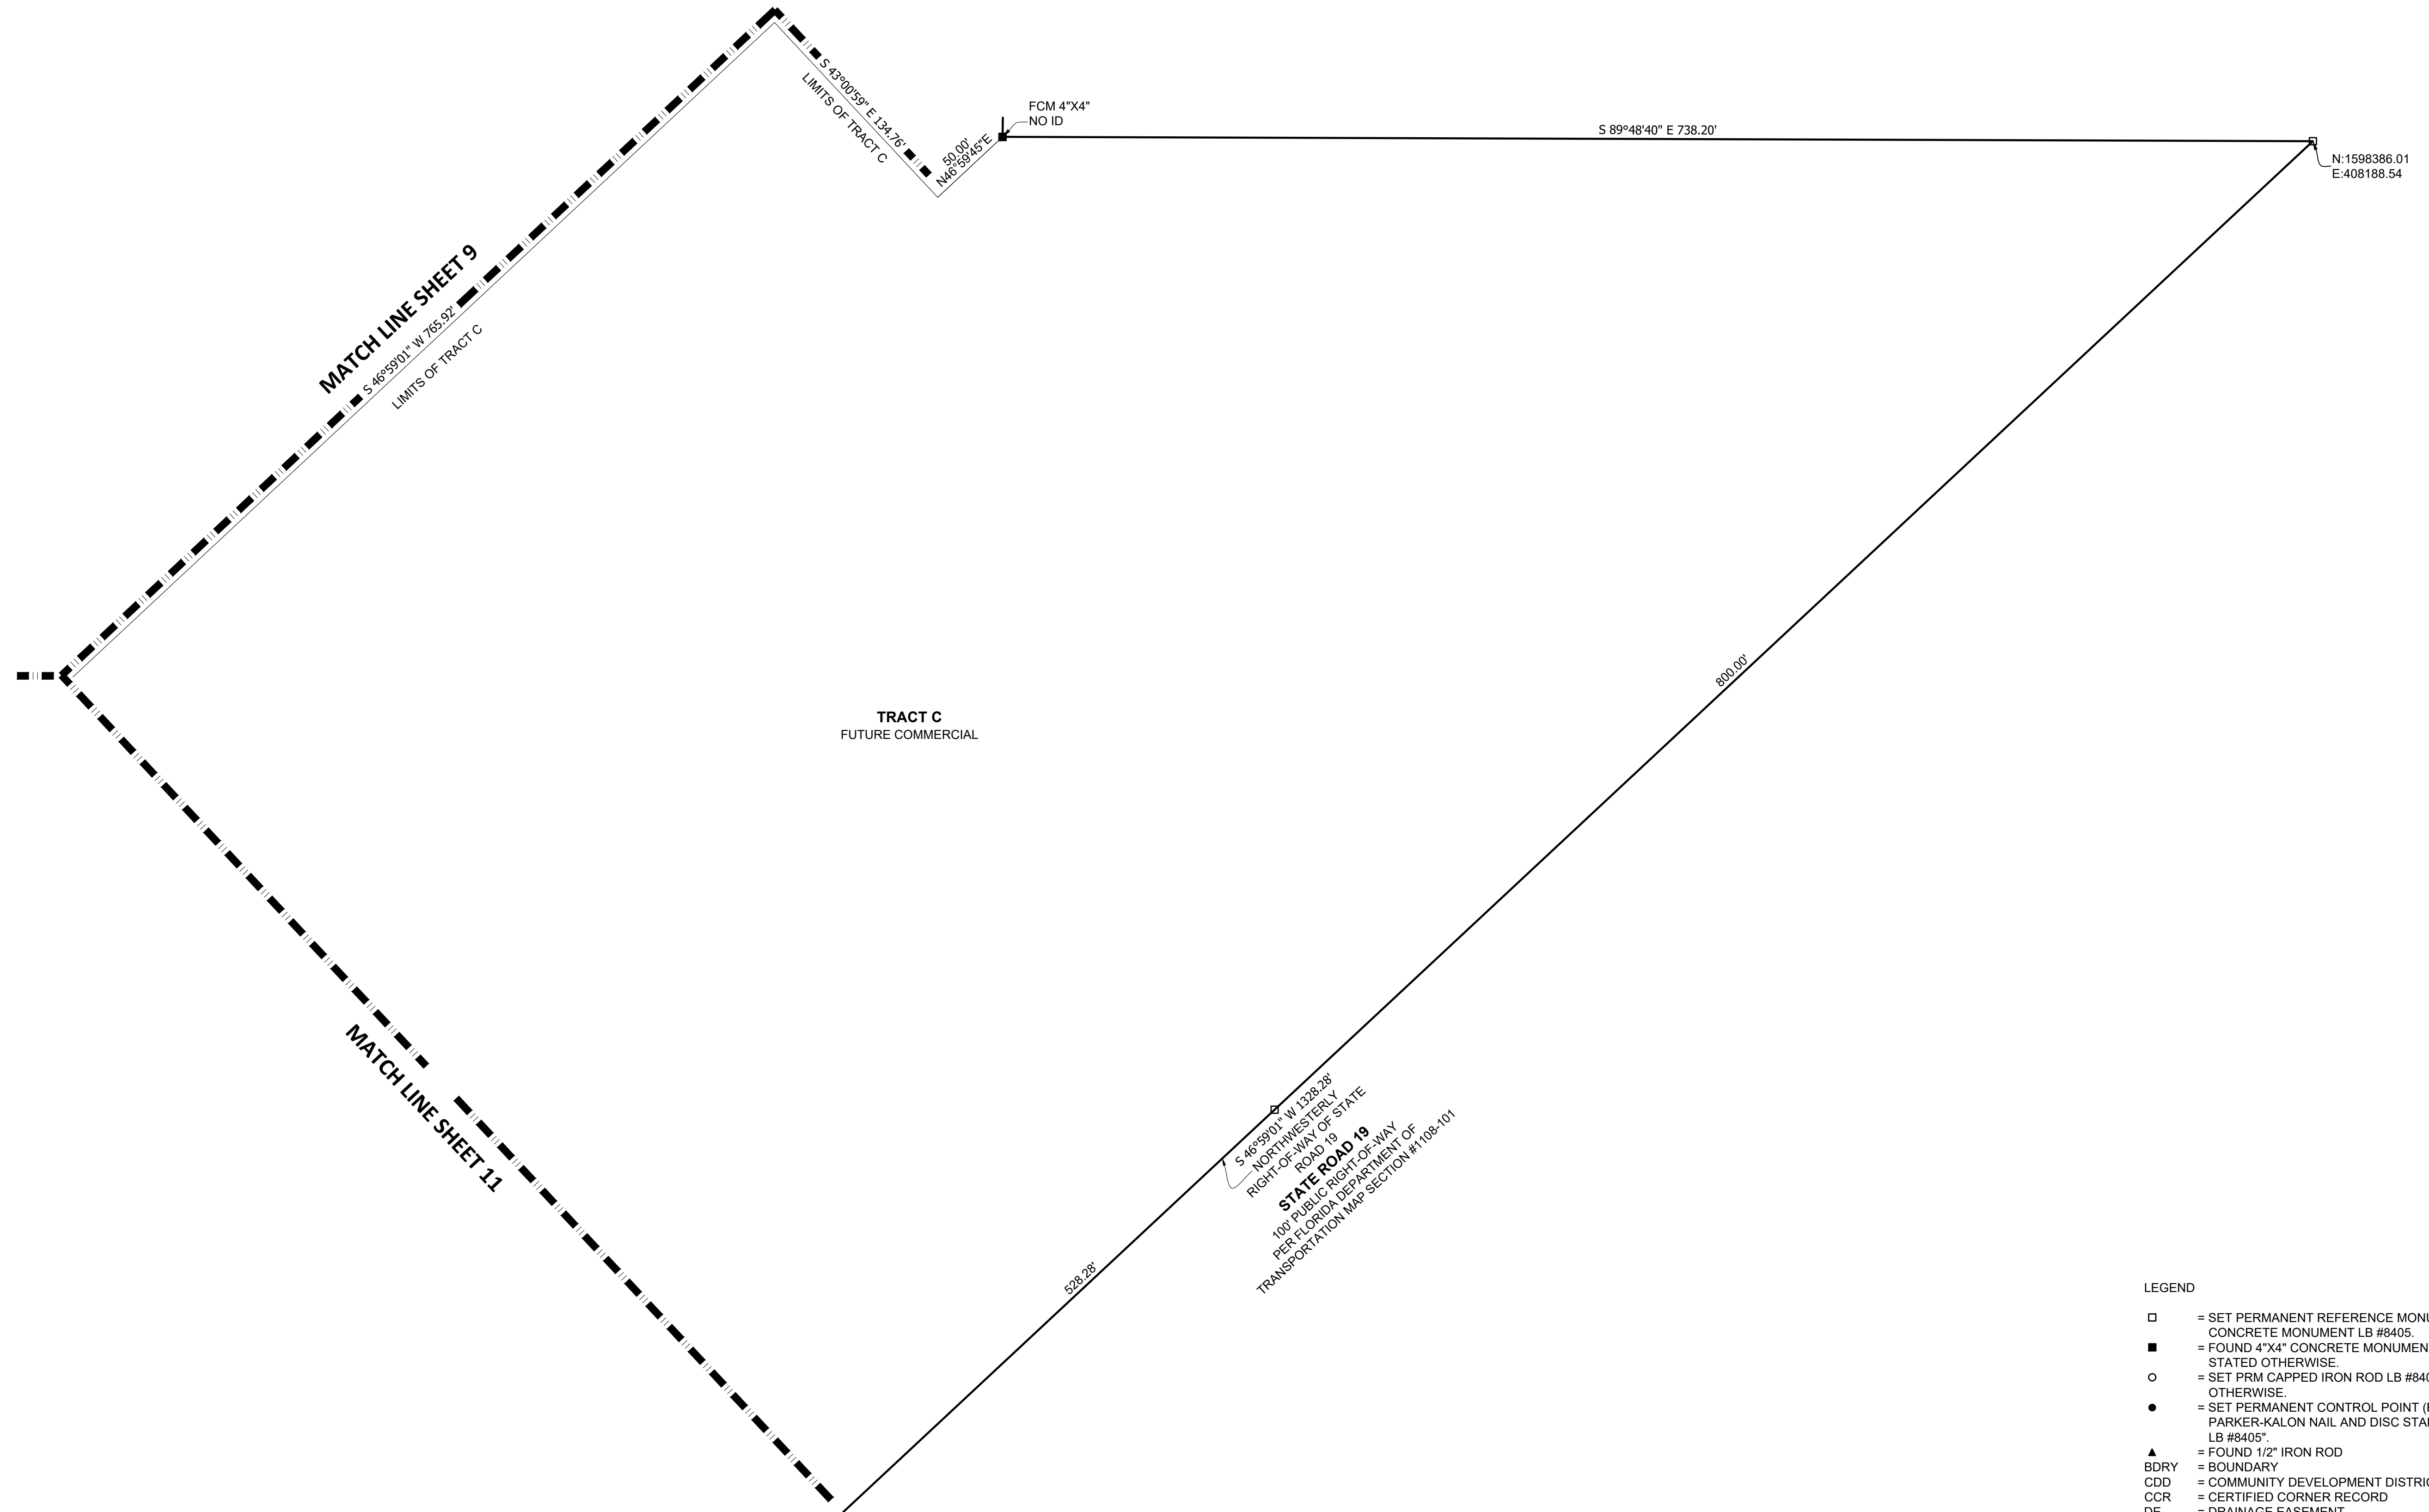 S 43°00'59" E 134.76'
LIMITS OF TRACT C
50.00'
N46°59'45"E
FCM 4"X4"
NO ID
S 89°48'40" E 738.20'
N:1598386.01
E:408188.54
MATCH LINE SHEET 9
S 46°59'01" W 765.92'
LIMITS OF TRACT C
800.00'
TRACT C
FUTURE COMMERCIAL
MATCH LINE SHEET 11
S 46°59'01" W 1328.28'
NORTHWESTERLY
RIGHT-OF-WAY OF STATE
ROAD 19
STATE ROAD 19
100' PUBLIC RIGHT-OF-WAY
PER FLORIDA DEPARTMENT OF
TRANSPORTATION MAP SECTION #1108-101
528.28'
LEGEND
= SET PERMANENT REFERENCE
CONCRETE MONUMENT LB #8405.
= FOUND 4"X4" CONCRETE
STATED OTHERWISE.
= SET PRM CAPPED IRON ROD LB
OTHERWISE.
= SET PERMANENT CONTROL POINT
PARKER-KALON NAIL AND DISC
LB #8405".
= FOUND 1/2" IRON ROD
BDRY = BOUNDARY
CDD = COMMUNITY DEVELOPMENT
CCR = CERTIFIED CORNER RECORD
DE = DRAINAGE EASEMENT